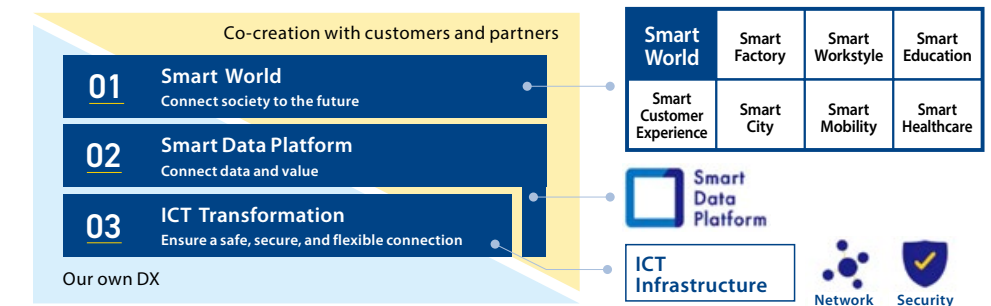 Co-creation with customers and partners
01
Smart World
Connect society to the future
02
Smart Data Platform
Connect data and value
03
ICT Transformation
Ensure a safe, secure, and flexible connection
Our own DX
Smart
World
Smart
Factory
Smart
Workstyle
Smart
Education
Smart
Customer
Experience
Smart
City
Smart
Mobility
Smart
Healthcare
Smart
Data
Platform
ICT
Infrastructure
Network
Security